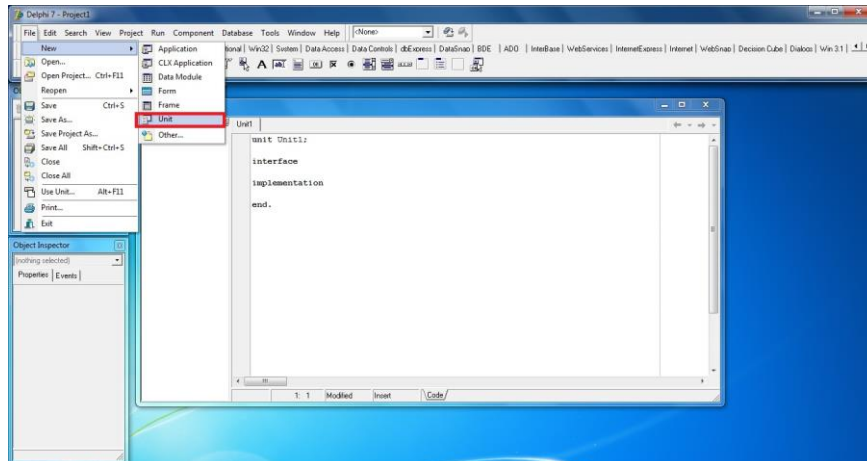 Delphi 7 - Project1
File Edit Search View Project Run Component Database Tools Window Help <None>
New
Open...
Open Project... Ctrl+F11
Reopen
Save Ctrl+S
Save As...
Save Project As...
Save All Shift+Ctrl+S
Close
Close All
Use Unit... Alt+F11
Print...
Exit
Application
CLX Application
Data Module
Form
Frame
Unit
Other...
Win32 System Data Access Data Controls dbExpress DataSnap BDE ADO InterBase WebServices InternetExpress Internet WebSnap Decision Cube Dialogs Win 3.1
Unit1
unit Unit1;
interface
implementation
end.
1: 1 Modified Insert Code
Object Inspector
(nothing selected)
Properties Events